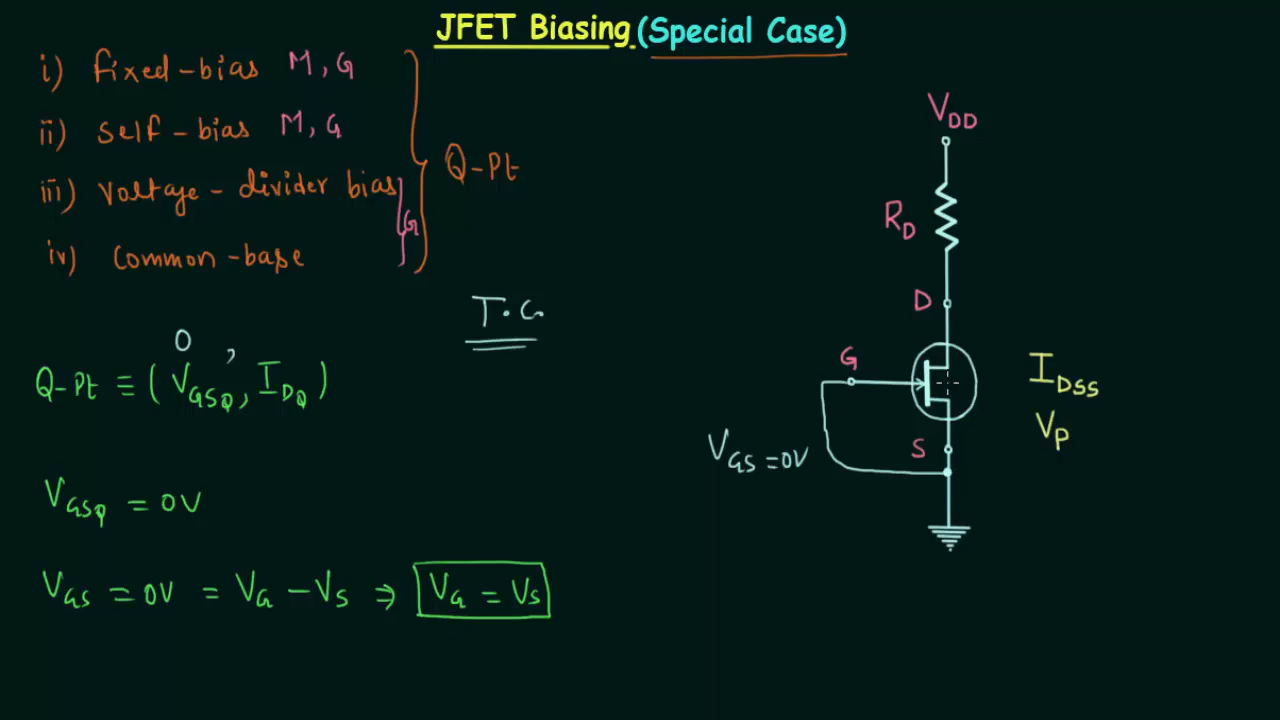 JFET Biasing (Special Case)
i) fixed-bias M, G
ii) self-bias M, G
iii) voltage-divider bias
iv) common-base
G
Q-Pt
T.C.
0 ,
Q-Pt ≡ (VGSQ, IDQ)
VGSQ = 0V
VGS = 0V = VG - VS ⇒ VG = VS
VDD
RD
D
G
S
VGS = 0V
IDSS
VP